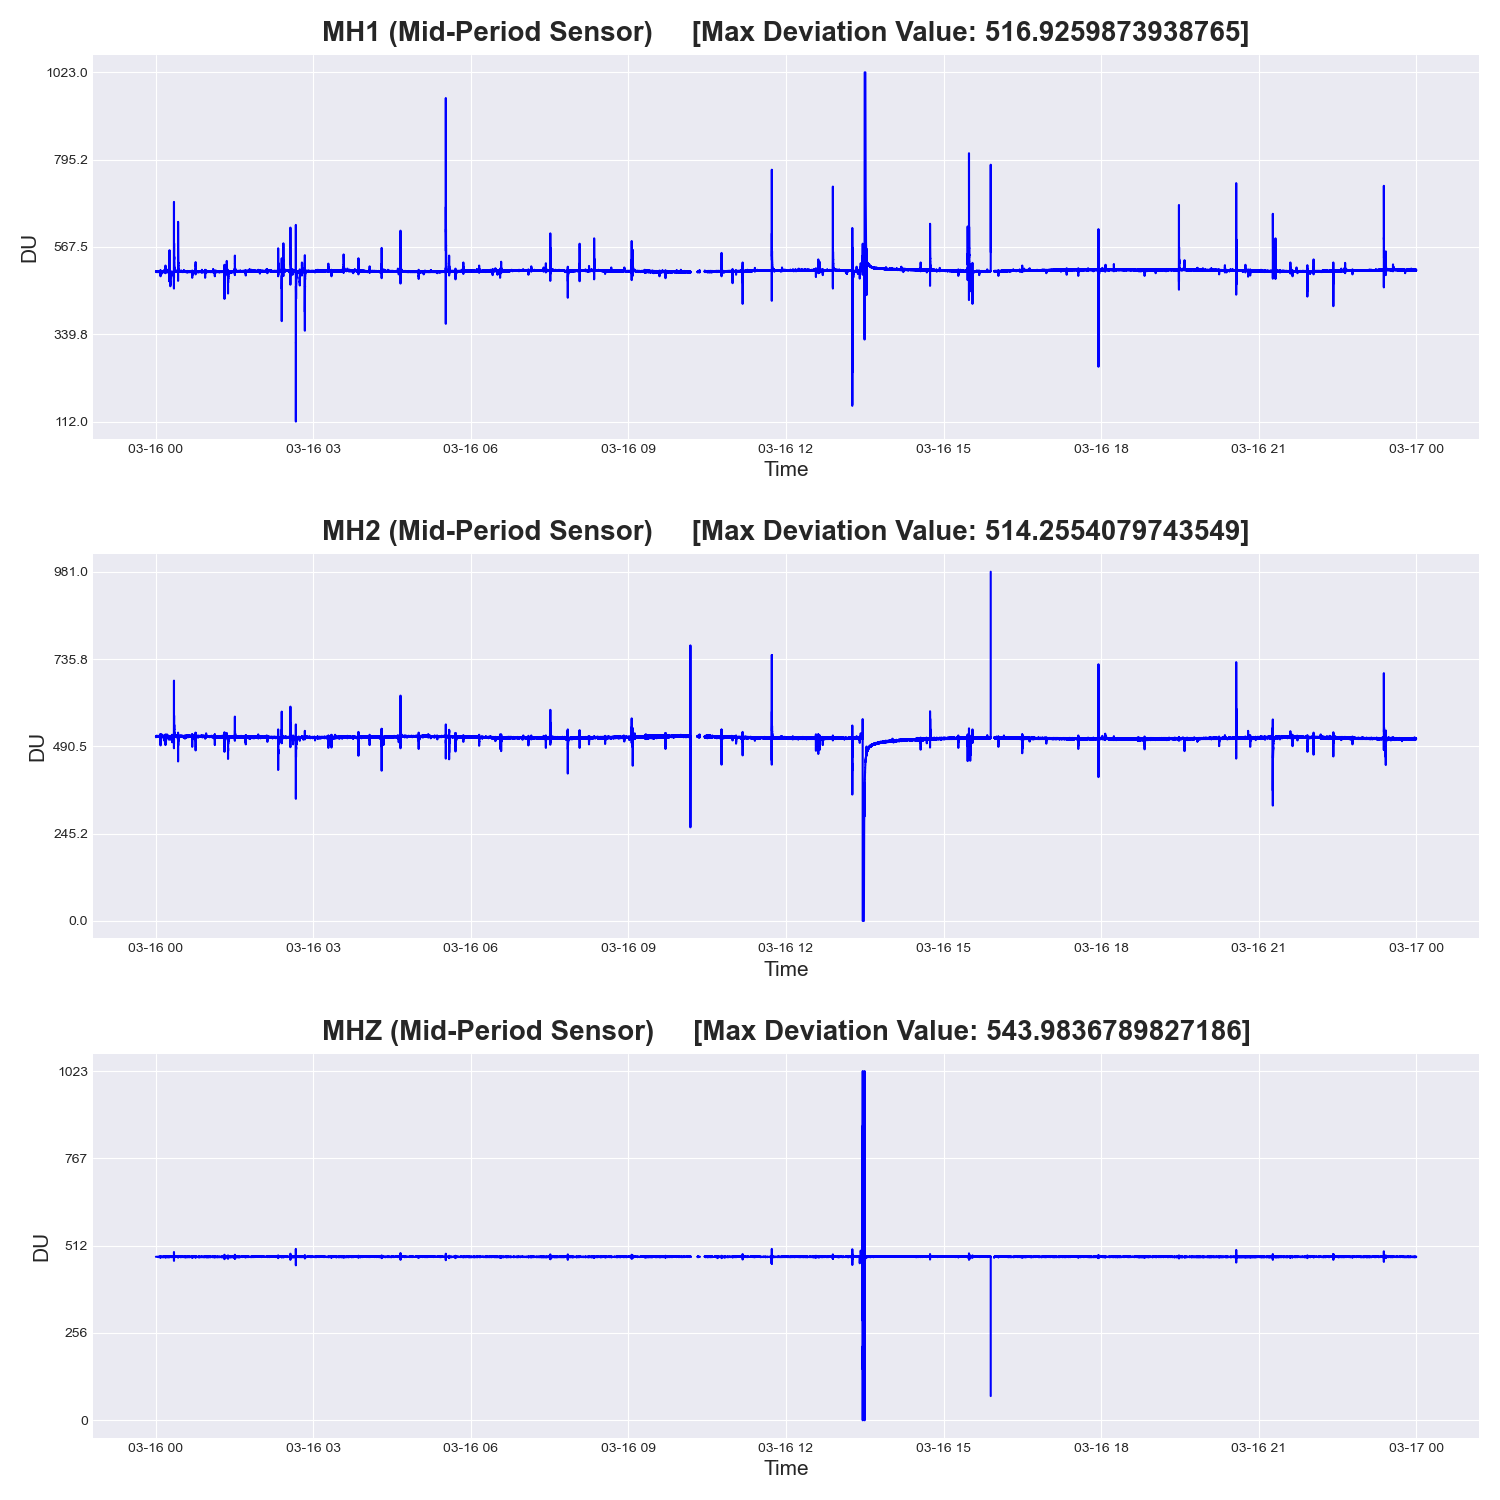 MH1 (Mid-Period Sensor) [Max Deviation Value: 516.9259873938765]
1023.0
795.2
567.5
339.8
112.0
DU
03-16 00 03-16 03 03-16 06 03-16 09 03-16 12 03-16 15 03-16 18 03-16 21 03-17 00
Time
MH2 (Mid-Period Sensor) [Max Deviation Value: 514.2554079743549]
981.0
735.8
490.5
245.2
0.0
DU
03-16 00 03-16 03 03-16 06 03-16 09 03-16 12 03-16 15 03-16 18 03-16 21 03-17 00
Time
MHZ (Mid-Period Sensor) [Max Deviation Value: 543.9836789827186]
1023
767
512
256
0
DU
03-16 00 03-16 03 03-16 06 03-16 09 03-16 12 03-16 15 03-16 18 03-16 21 03-17 00
Time